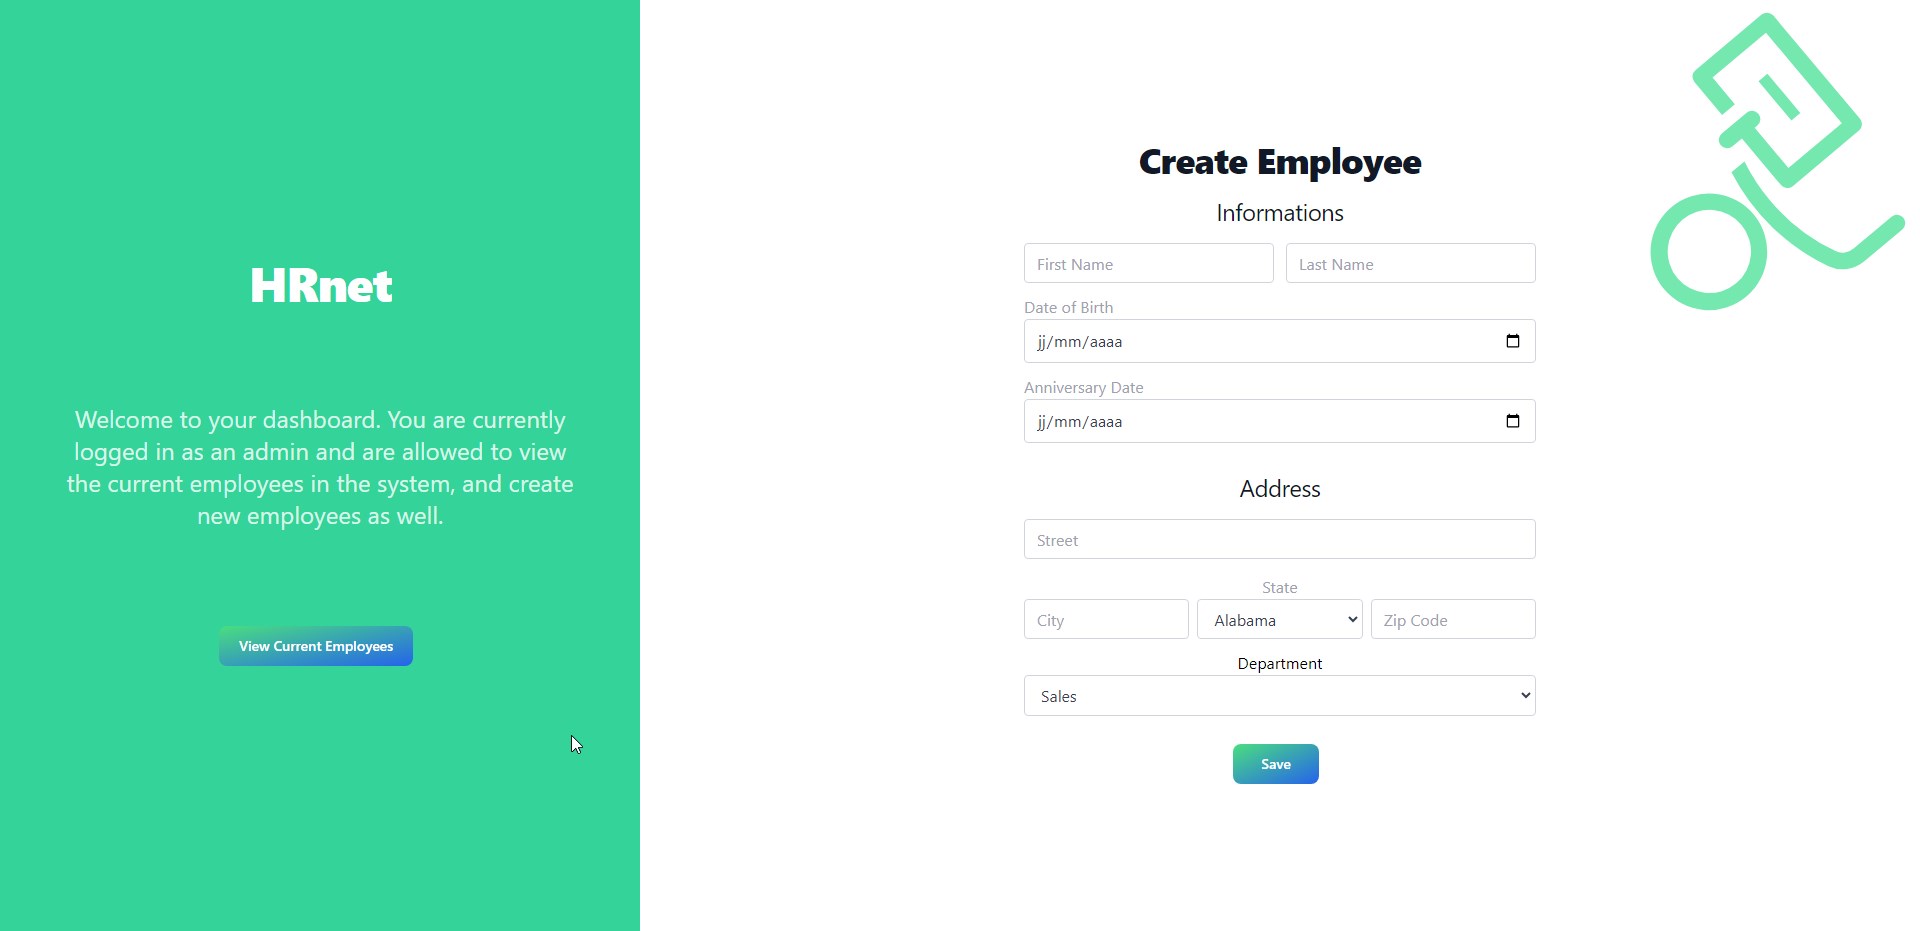 HRnet
Welcome to your dashboard. You are currently
logged in as an admin and are allowed to view
the current employees in the system, and create
new employees as well.
View Current Employees
Create Employee
Informations
First Name
Last Name
Date of Birth
jj/mm/aaaa
Anniversary Date
jj/mm/aaaa
Address
Street
State
City
Alabama
Zip Code
Department
Sales
Save